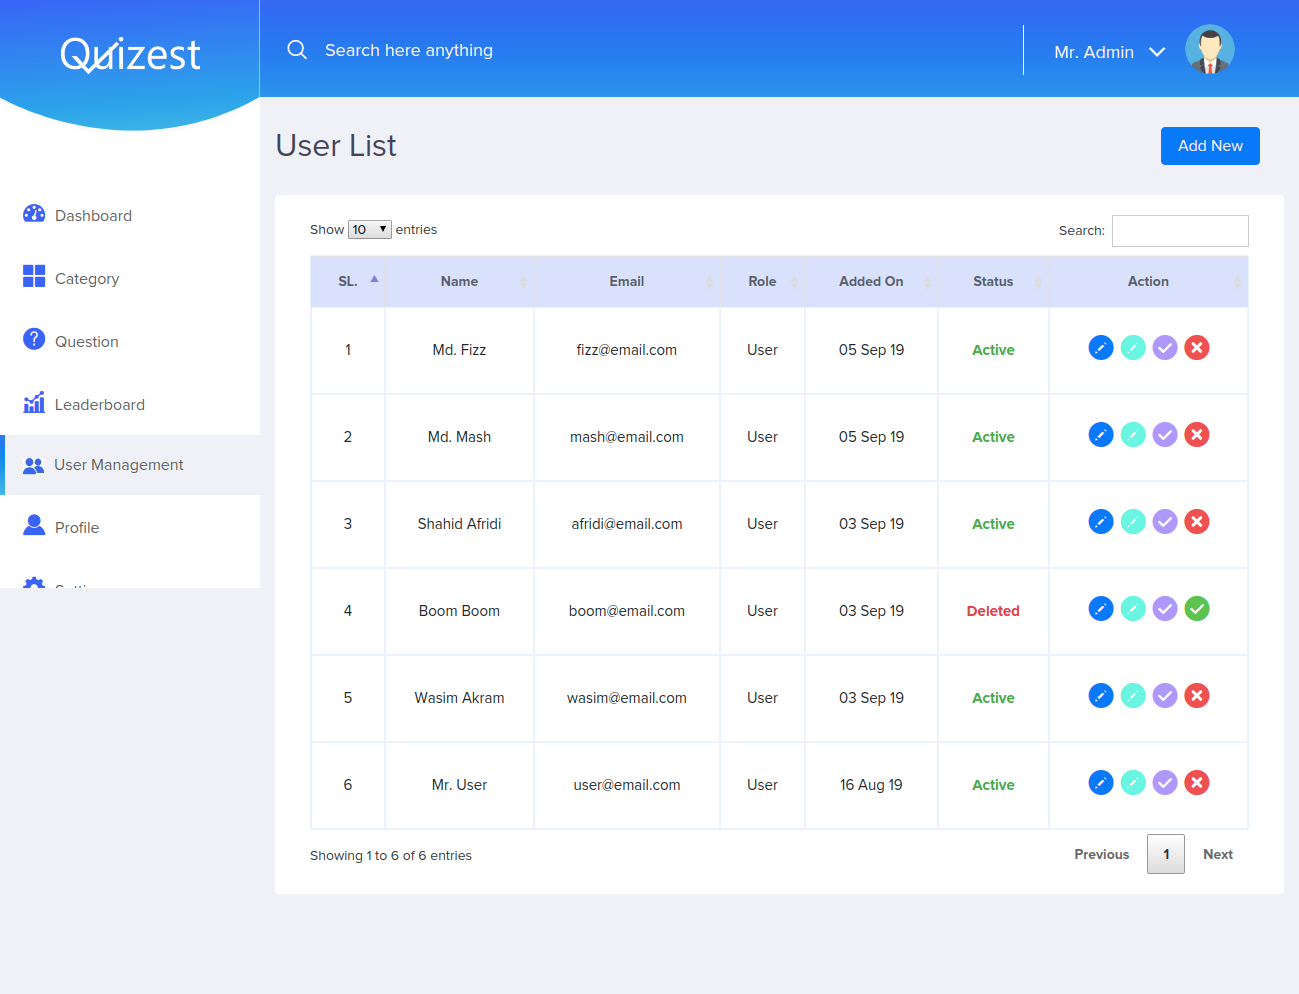 Quizest
Search here anything
Mr. Admin
User List
Add New
Dashboard
Category
Question
Leaderboard
User Management
Profile
Show 10 entries
Search:
SL. Name Email Role Added On Status Action
1 Md. Fizz fizz@email.com User 05 Sep 19 Active
2 Md. Mash mash@email.com User 05 Sep 19 Active
3 Shahid Afridi afridi@email.com User 03 Sep 19 Active
4 Boom Boom boom@email.com User 03 Sep 19 Deleted
5 Wasim Akram wasim@email.com User 03 Sep 19 Active
6 Mr. User user@email.com User 16 Aug 19 Active
Showing 1 to 6 of 6 entries
Previous 1 Next